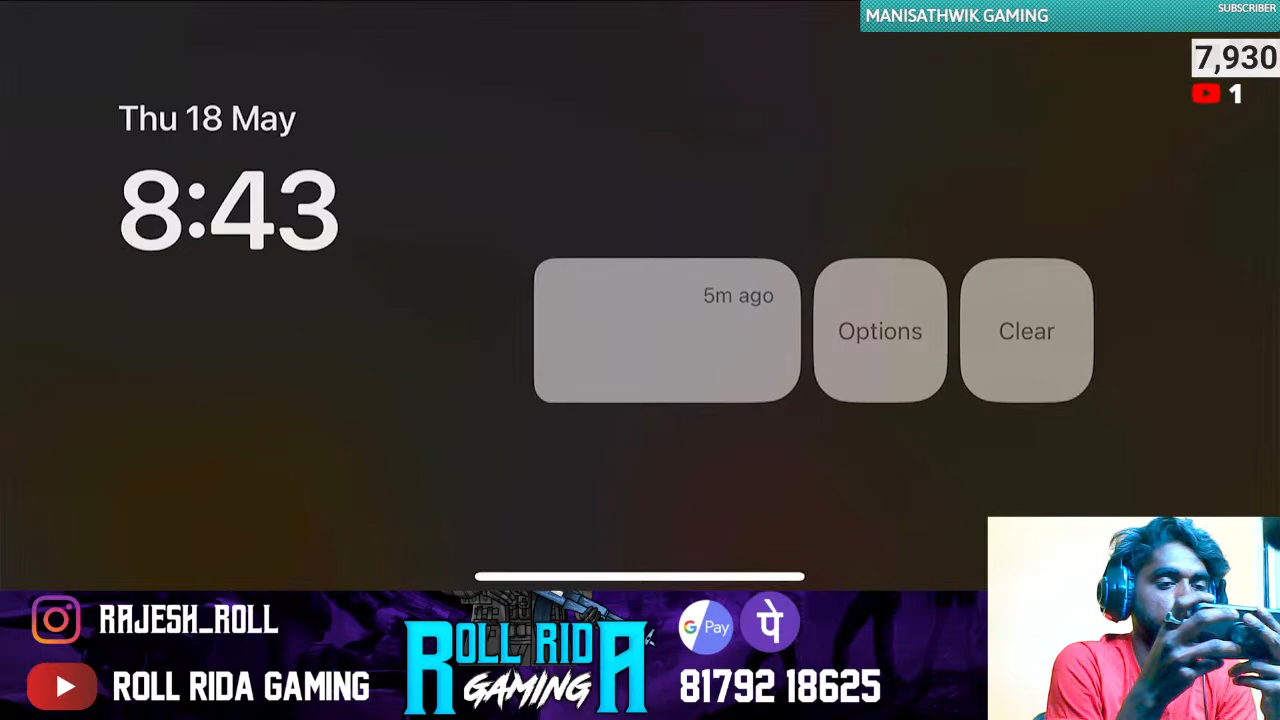 MANISATHWIK GAMING
SUBSCRIBER
7,930
1
Thu 18 May
8:43
5m ago
Options
Clear
RAJESH_ROLL
ROLL RIDA GAMING
ROLL RIDA
GAMING
G Pay
पे
81792 18625